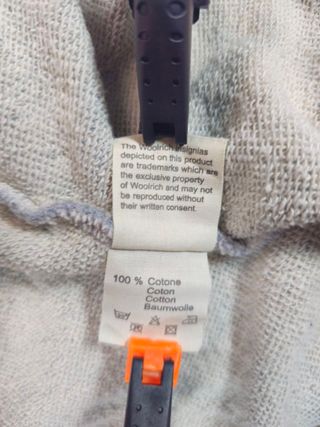 The Woolrich insignias
depicted on this product
are trademarks which are
the exclusive property
of Woolrich and may not
be reproduced without
their written consent.
100 % Cotone
Coton
Cotton
Baumwolle